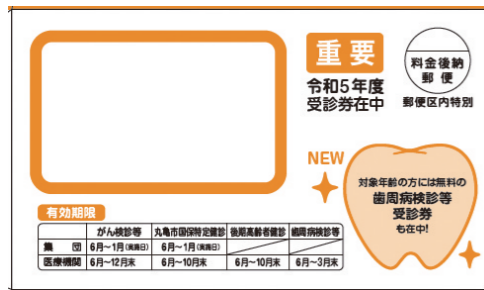 重要
令和5年度
受診券在中
料金後納
郵便
郵便区内特別
NEW
対象年齢の方には無料の
歯周病検診等
受診券
も在中!
有効期限
がん検診等 丸亀市国保特定健診 後期高齢者健診 歯周病検診等
集団 6月~1月(実施日) 6月~1月(実施日)
医療機関 6月~12月末 6月~10月末 6月~10月末 6月~3月末